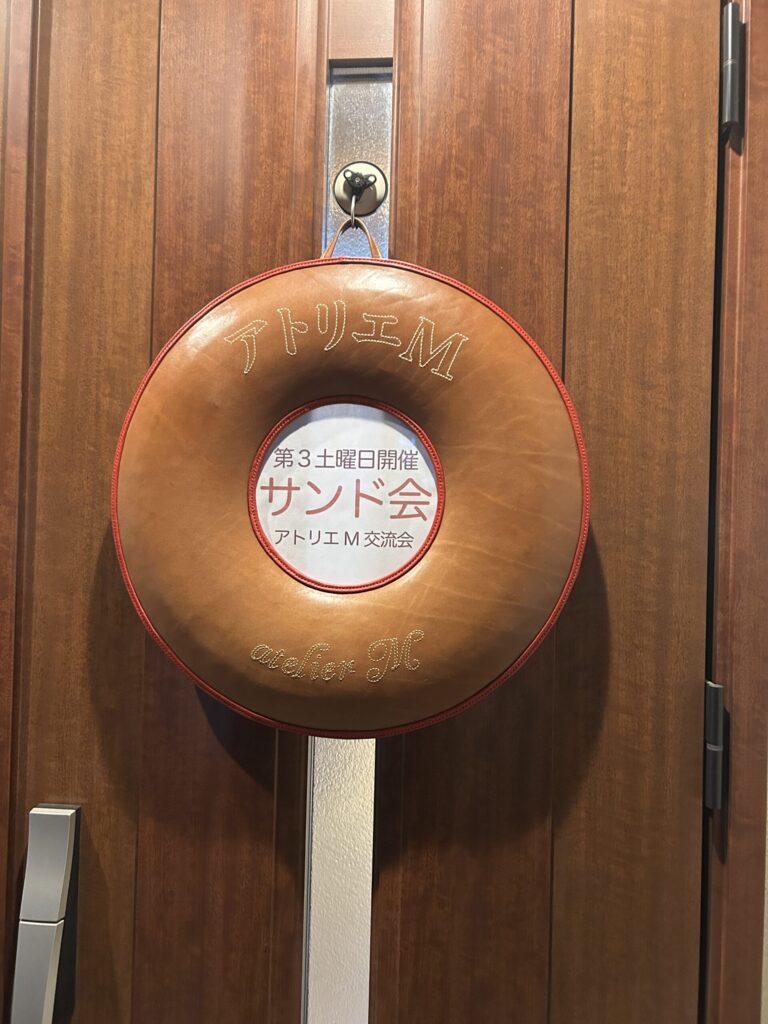 アトリエM
第3土曜日開催
サンド会
アトリエM交流会
atelier M